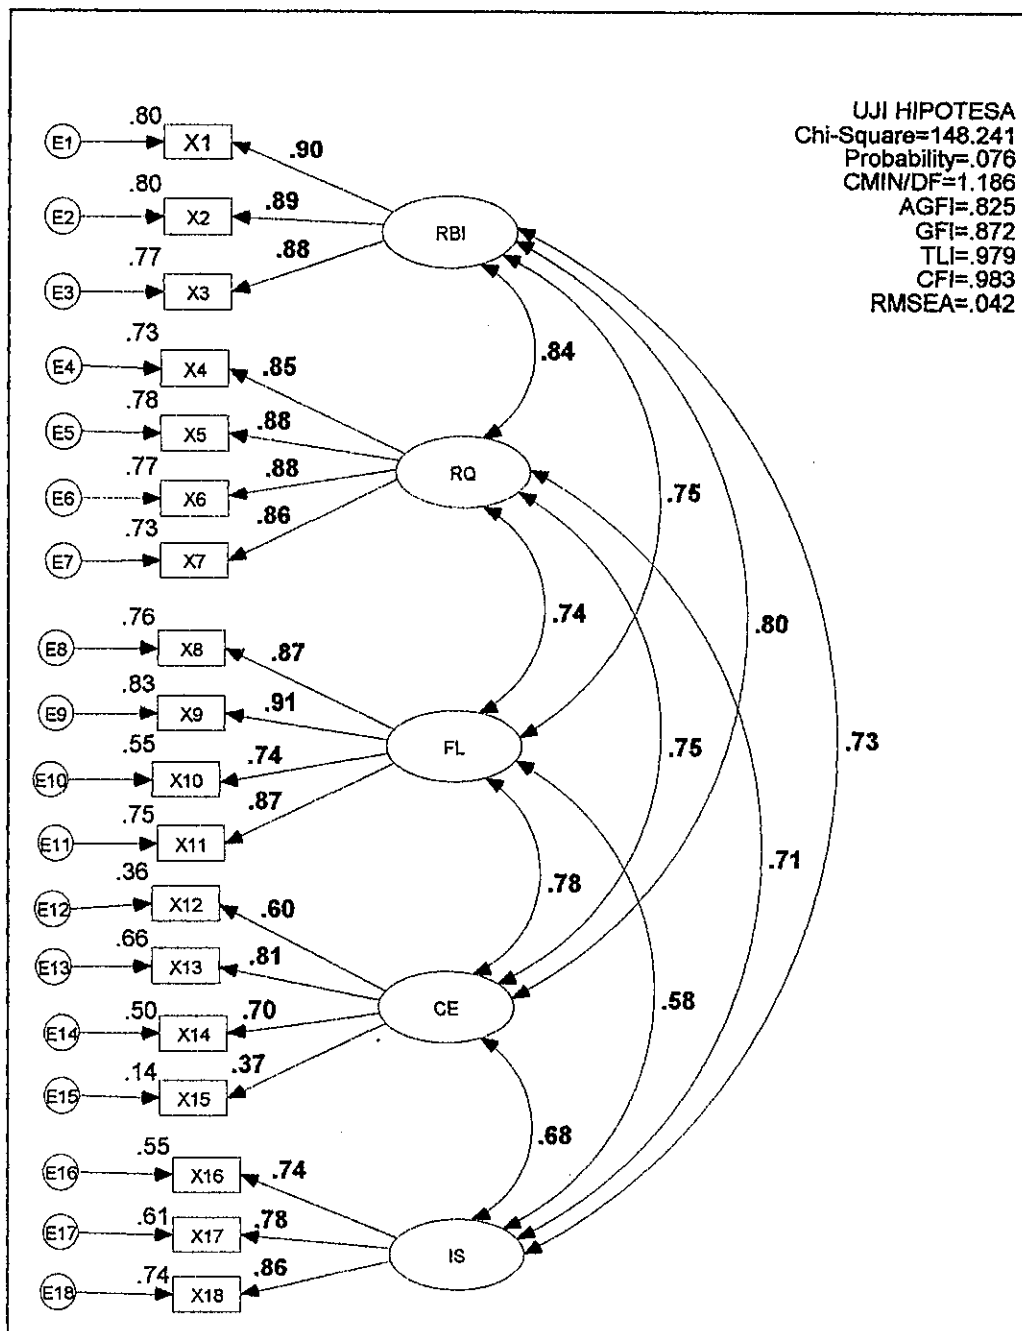 UJI HIPOTESA
Chi-Square=148.241
Probability=.076
CMIN/DF=1.186
AGFI=.825
GFI=.872
TLI=.979
CFI=.983
RMSEA=.042
.80
E1 X1 .90
.80
E2 X2 .89
RBI
.77
E3 X3 .88
.84
.73
E4 X4 .85
.78
E5 X5 .88
RQ
.77
E6 X6 .88
.75
.73
E7 X7 .86
.74
.80
.76
E8 X8 .87
.83
E9 X9 .91
FL
.75
.73
.55
E10 X10 .74
.75
E11 X11 .87
.71
.78
.36
E12 X12 .60
.66
E13 X13 .81
CE
.58
.50
E14 X14 .70
.14
E15 X15 .37
.68
.55
E16 X16 .74
.61
E17 X17 .78
IS
.74
E18 X18 .86